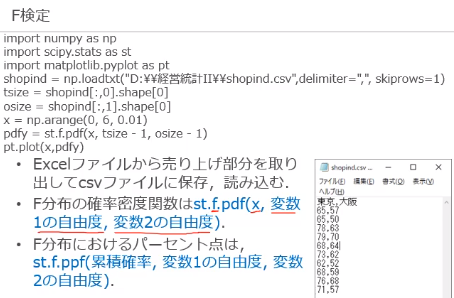 F検定
import numpy as np
import scipy.stats as st
import matplotlib.pyplot as pt
shopind = np.loadtxt("D:¥¥経営統計II¥¥shopind.csv",delimiter=",", skiprows=1)
tsize = shopind[:,0].shape[0]
osize = shopind[:,1].shape[0]
x = np.arange(0, 6, 0.01)
pdfy = st.f.pdf(x, tsize - 1, osize - 1)
pt.plot(x,pdfy)
• Excelファイルから売り上げ部分を取り
出してcsvファイルに保存，読み込む．
• F分布の確率密度関数はst.f.pdf(x, 変数
1の自由度, 変数2の自由度)．
• F分布におけるパーセント点は，
st.f.ppf(累積確率, 変数1の自由度, 変数
2の自由度)．
shopind.csv ...
ファイル(F) 編集(E) 書式(O) 表示(V)
ヘルプ(H)
東京,大阪
65,57
65,50
78,63
79,70
68,64
73,62
62,52
68,59
76,68
71,57